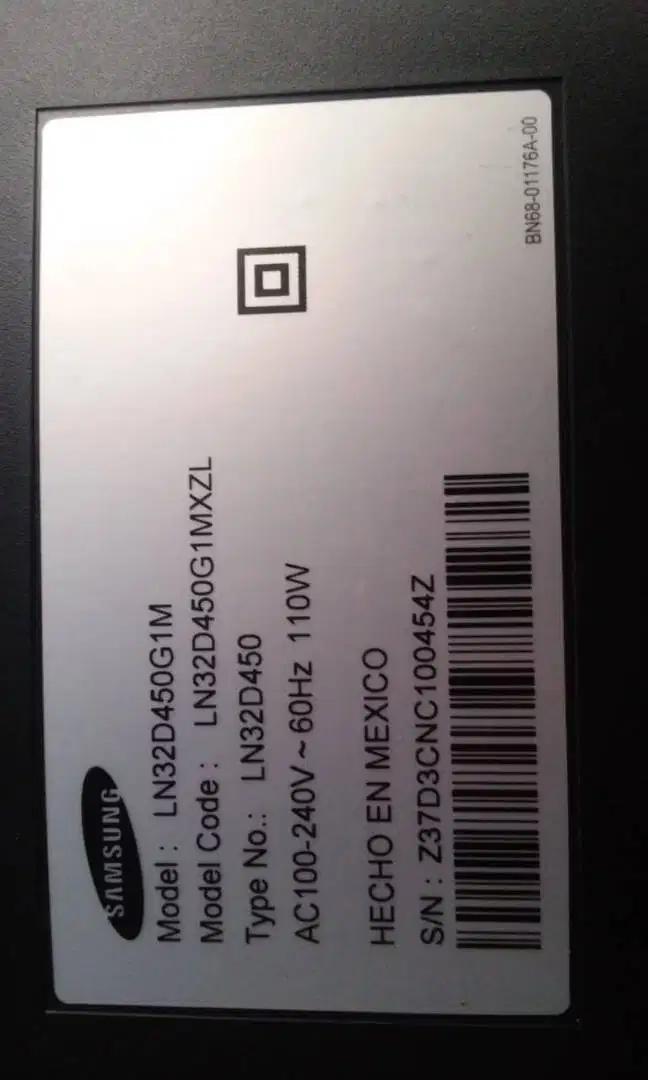 SAMSUNG
Model : LN32D450G1M
Model Code : LN32D450G1MXZL
Type No.: LN32D450
AC100-240V ~ 60Hz 110W
HECHO EN MEXICO
S/N : Z37D3CNC100454Z
BN68-01176A-00